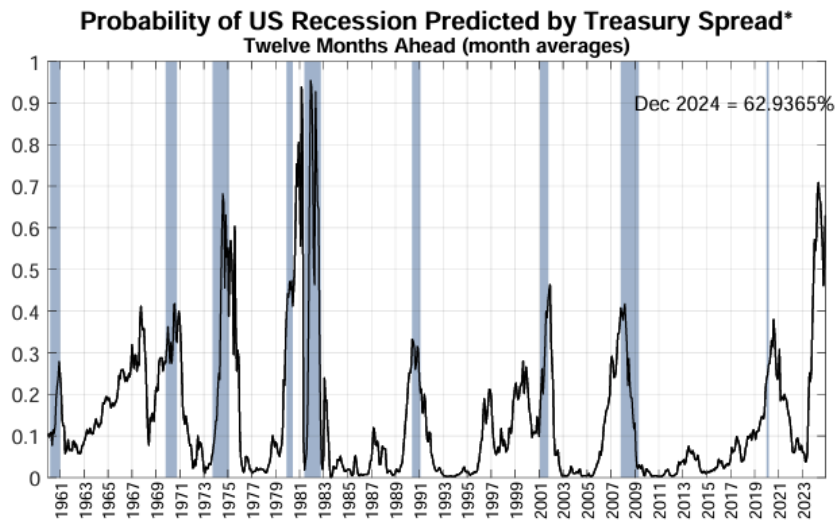 Probability of US Recession Predicted by Treasury Spread*
Twelve Months Ahead (month averages)
Dec 2024 = 62.9365%
1
0.9
0.8
0.7
0.6
0.5
0.4
0.3
0.2
0.1
0
1961 1963 1965 1967 1969 1971 1973 1975 1977 1979 1981 1983 1985 1987 1989 1991 1993 1995 1997 1999 2001 2003 2005 2007 2009 2011 2013 2015 2017 2019 2021 2023